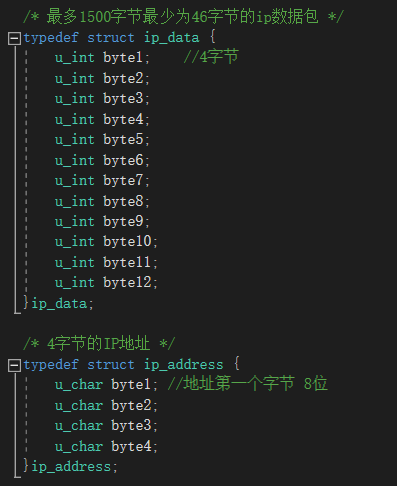 /* 最多1500字节最少为46字节的ip数据包 */
typedef struct ip_data {
u_int byte1; //4字节
u_int byte2;
u_int byte3;
u_int byte4;
u_int byte5;
u_int byte6;
u_int byte7;
u_int byte8;
u_int byte9;
u_int byte10;
u_int byte11;
u_int byte12;
}ip_data;
/* 4字节的IP地址 */
typedef struct ip_address {
u_char byte1; //地址第一个字节 8位
u_char byte2;
u_char byte3;
u_char byte4;
}ip_address;